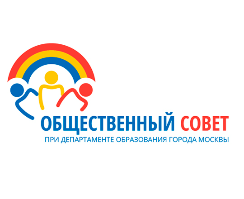 ОБЩЕСТВЕННЫЙ СОВЕТ
ПРИ ДЕПАРТАМЕНТЕ ОБРАЗОВАНИЯ ГОРОДА МОСКВЫ